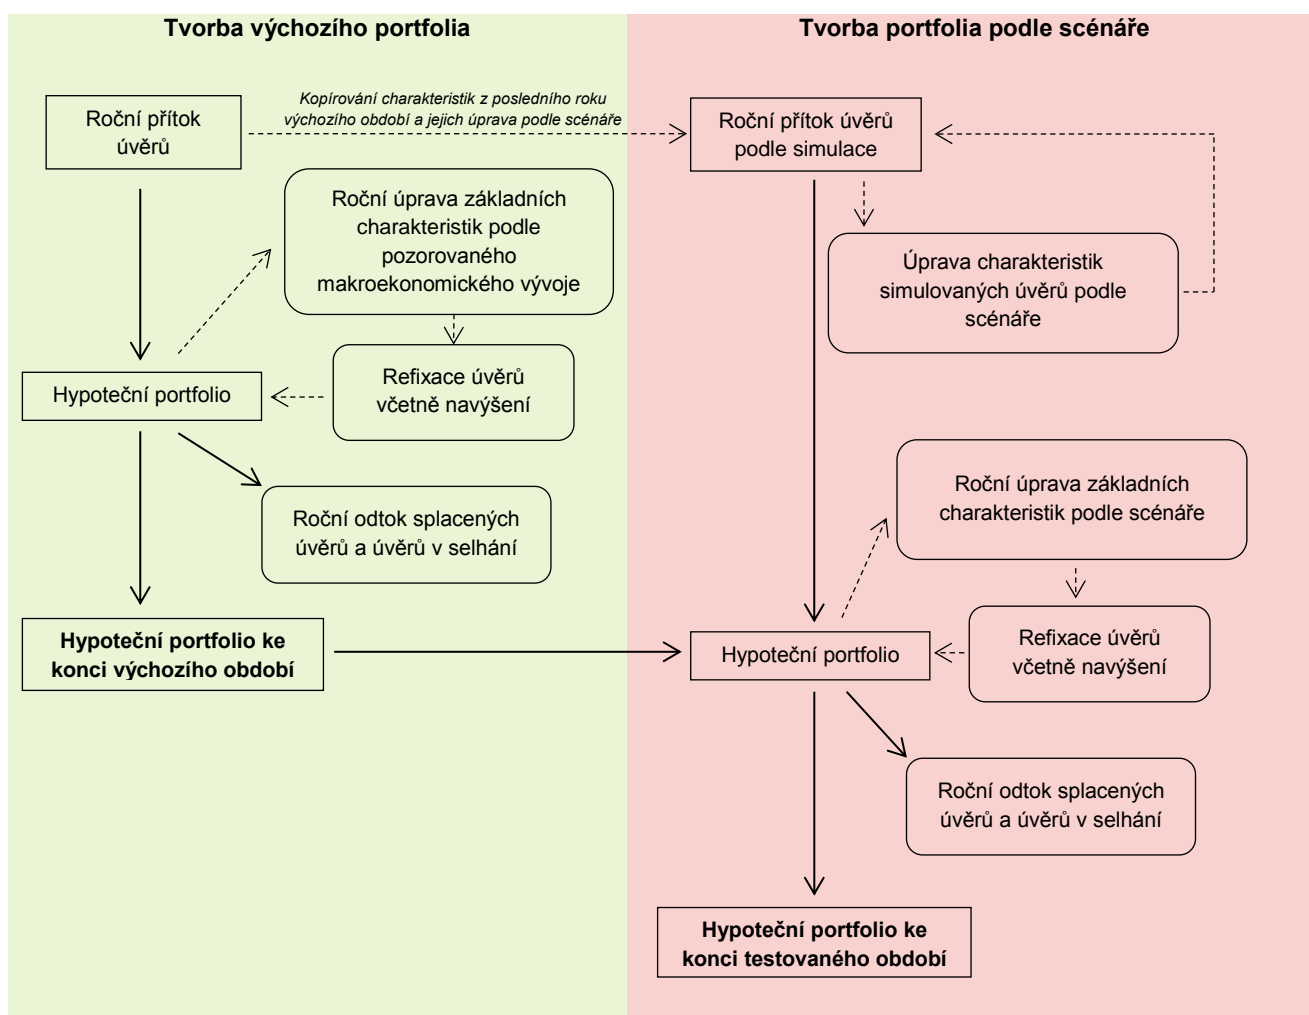 Tvorba výchozího portfolia
Roční přítok
úvěrů
Kopírování charakteristik z posledního roku
výchozího období a jejich úprava podle scénáře
Roční úprava základních
charakteristik podle
pozorovaného
makroekonomického vývoje
Hypoteční portfolio
Refixace úvěrů
včetně navýšení
Roční odtok splacených
úvěrů a úvěrů v selhání
Hypoteční portfolio ke
konci výchozího období
Tvorba portfolia podle scénáře
Roční přítok úvěrů
podle simulace
Úprava charakteristik
simulovaných úvěrů podle
scénáře
Roční úprava základních
charakteristik podle scénáře
Hypoteční portfolio
Refixace úvěrů
včetně navýšení
Roční odtok splacených
úvěrů a úvěrů v selhání
Hypoteční portfolio ke
konci testovaného období